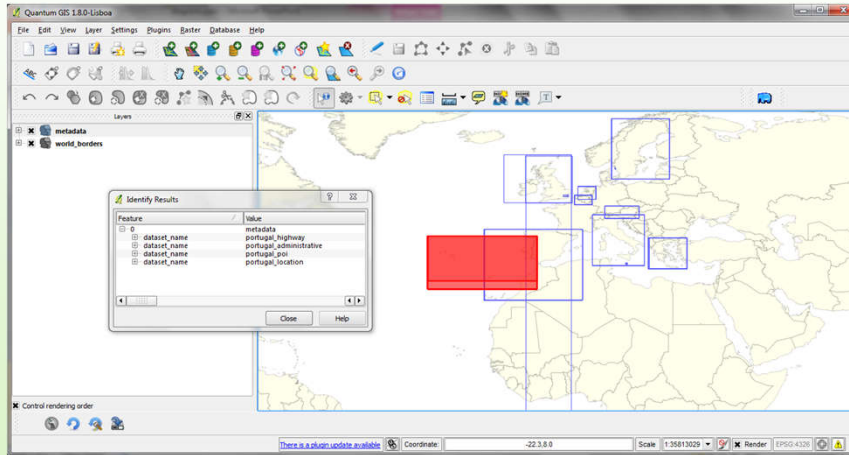 Quantum GIS 1.8.0-Lisboa
File Edit View Layer Settings Plugins Raster Database Help
Layers
metadata
world_borders
Identify Results
Feature Value
0 metadata
dataset_name portugal_highway
dataset_name portugal_administrative
dataset_name portugal_poi
dataset_name portugal_location
Close Help
Control rendering order
There is a plugin update available Coordinate: -22.3,8.0 Scale 1:35813029 Render EPSG:4326